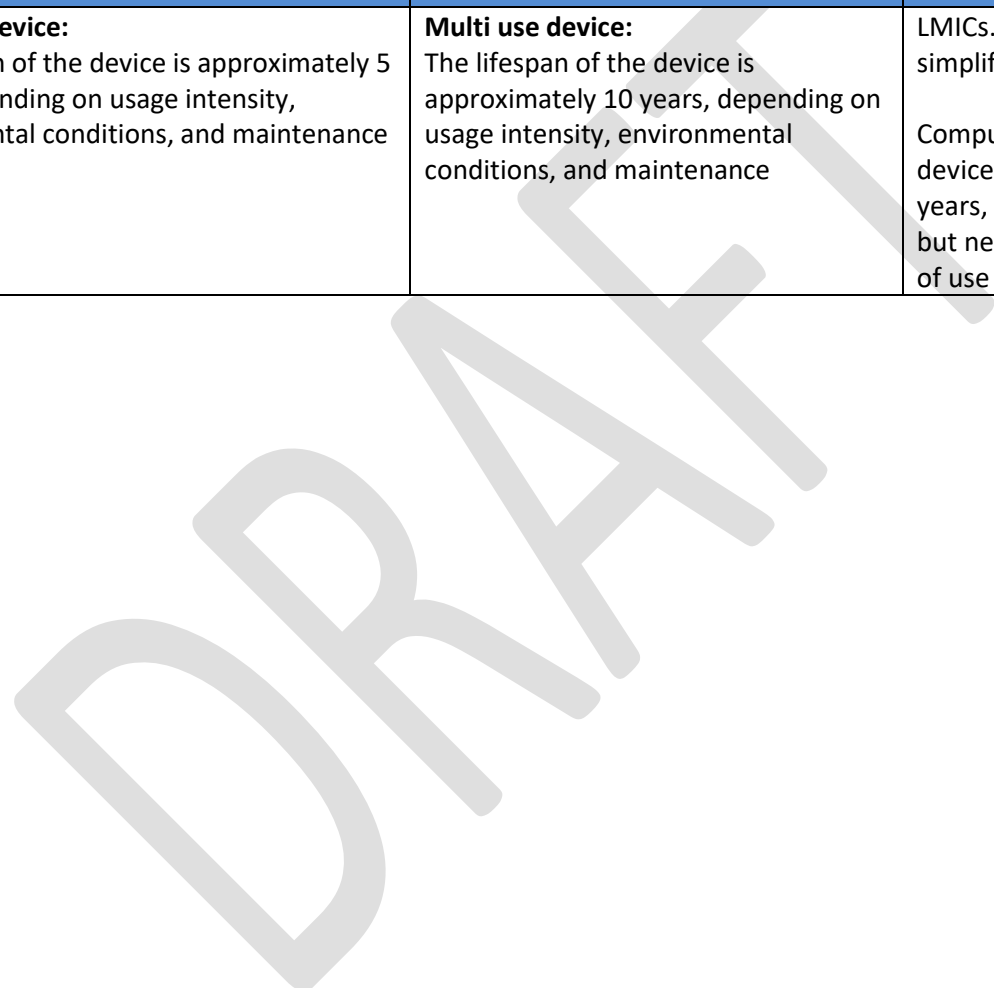 evice:
n of the device is approximately 5
nding on usage intensity,
ntal conditions, and maintenance
Multi use device:
The lifespan of the device is
approximately 10 years, depending on
usage intensity, environmental
conditions, and maintenance
LMICs.
simplif
Compu
device
years,
but ne
of use
DRAFT